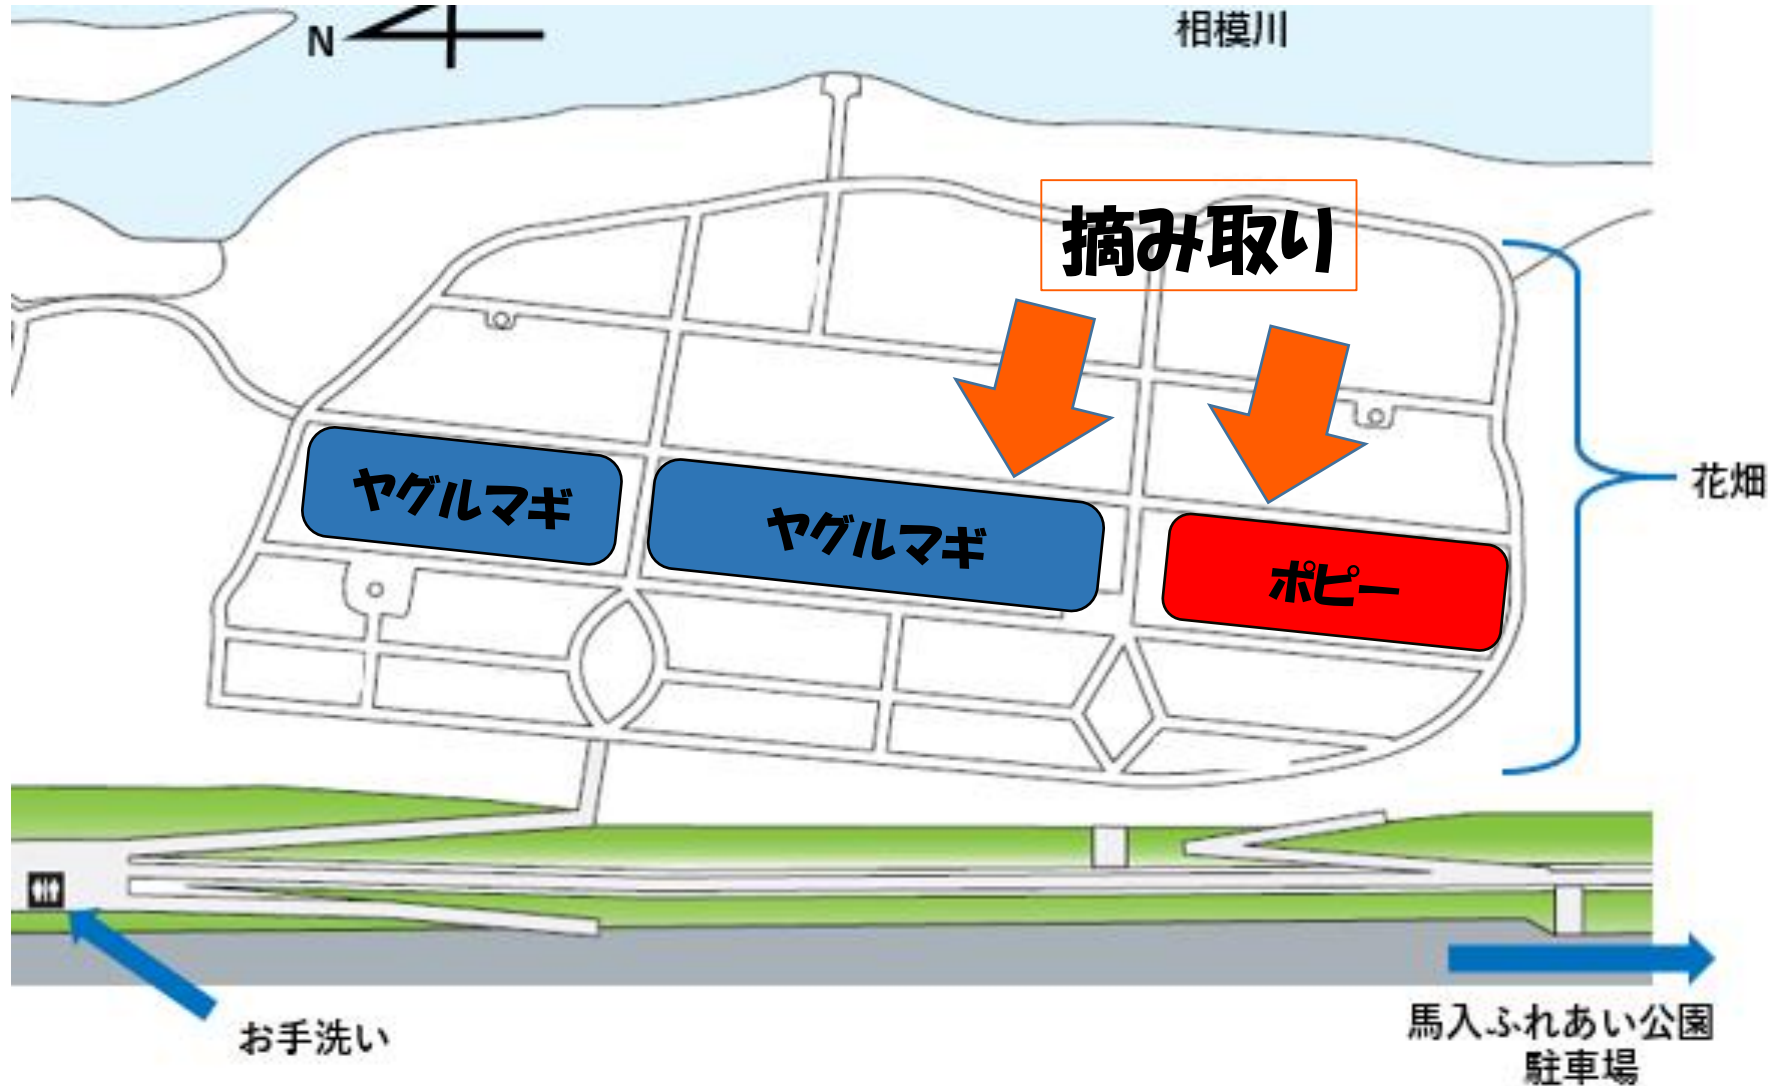 N
相模川
摘み取り
ヤグルマギ
ヤグルマギ
ポピー
花畑
お手洗い
馬入ふれあい公園
駐車場